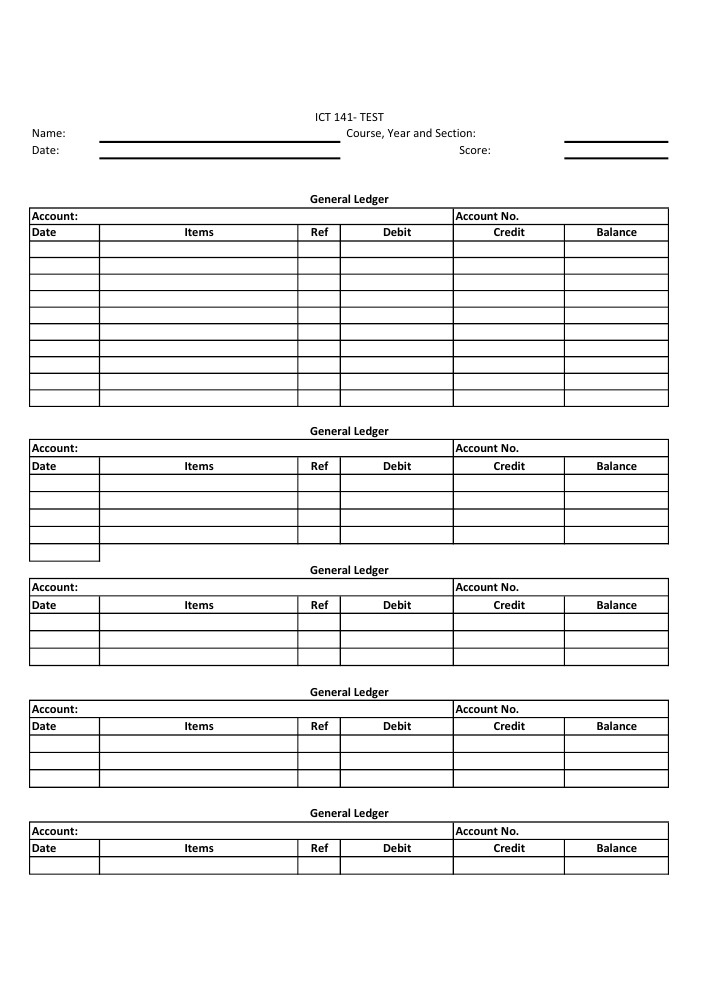 ICT 141- TEST
Name: Course, Year and Section:
Date: Score:
General Ledger
Account: Account No.
Date Items Ref Debit Credit Balance
General Ledger
Account: Account No.
Date Items Ref Debit Credit Balance
General Ledger
Account: Account No.
Date Items Ref Debit Credit Balance
General Ledger
Account: Account No.
Date Items Ref Debit Credit Balance
General Ledger
Account: Account No.
Date Items Ref Debit Credit Balance